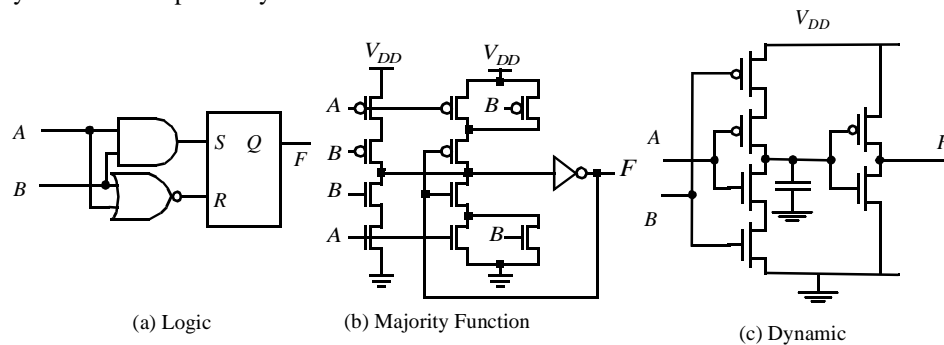 V_DD V_DD V_DD
A B
B A
A S Q
F
B R
B F
A B
B
(a) Logic
(b) Majority Function
(c) Dynamic